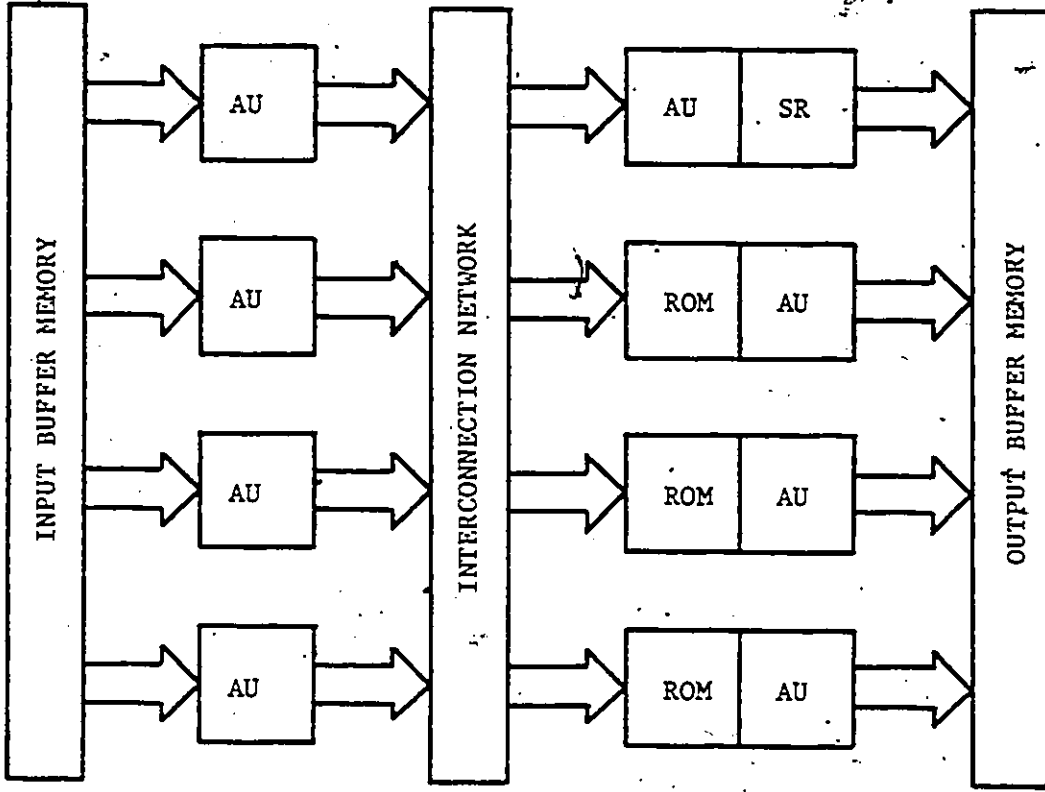 INPUT BUFFER MEMORY
AU
AU
AU
AU
INTERCONNECTION NETWORK
AU SR
ROM AU
ROM AU
ROM AU
OUTPUT BUFFER MEMORY